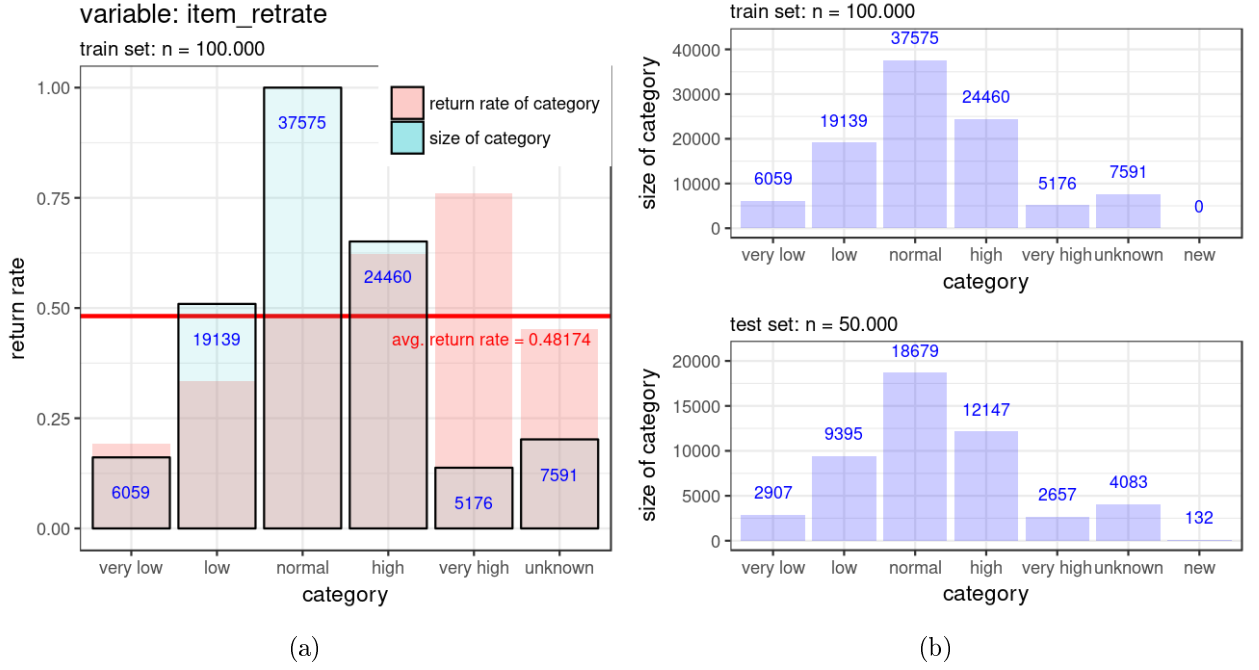 variable: item_retrate
train set: n = 100.000
return rate
1.00
0.75
0.50
0.25
0.00
return rate of category
size of category
37575
24460
19139
avg. return rate = 0.48174
6059
5176
7591
very low low normal high very high unknown
category
(a)
train set: n = 100.000
size of category
40000
30000
20000
10000
0
6059 19139 37575 24460 5176 7591 0
very low low normal high very high unknown new
category
test set: n = 50.000
size of category
20000
15000
10000
5000
0
2907 9395 18679 12147 2657 4083 132
very low low normal high very high unknown new
category
(b)